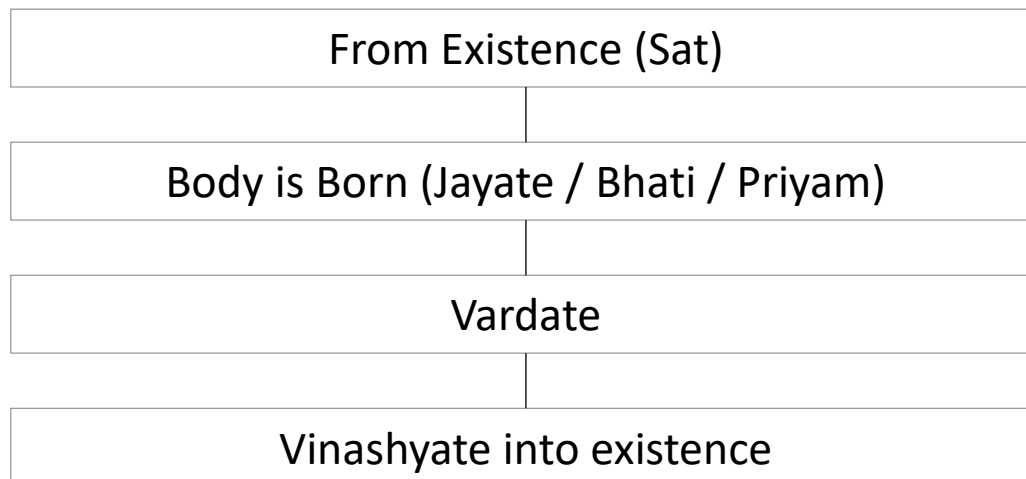 From Existence (Sat)
Body is Born (Jayate / Bhati / Priyam)
Vardate
Vinashyate into existence